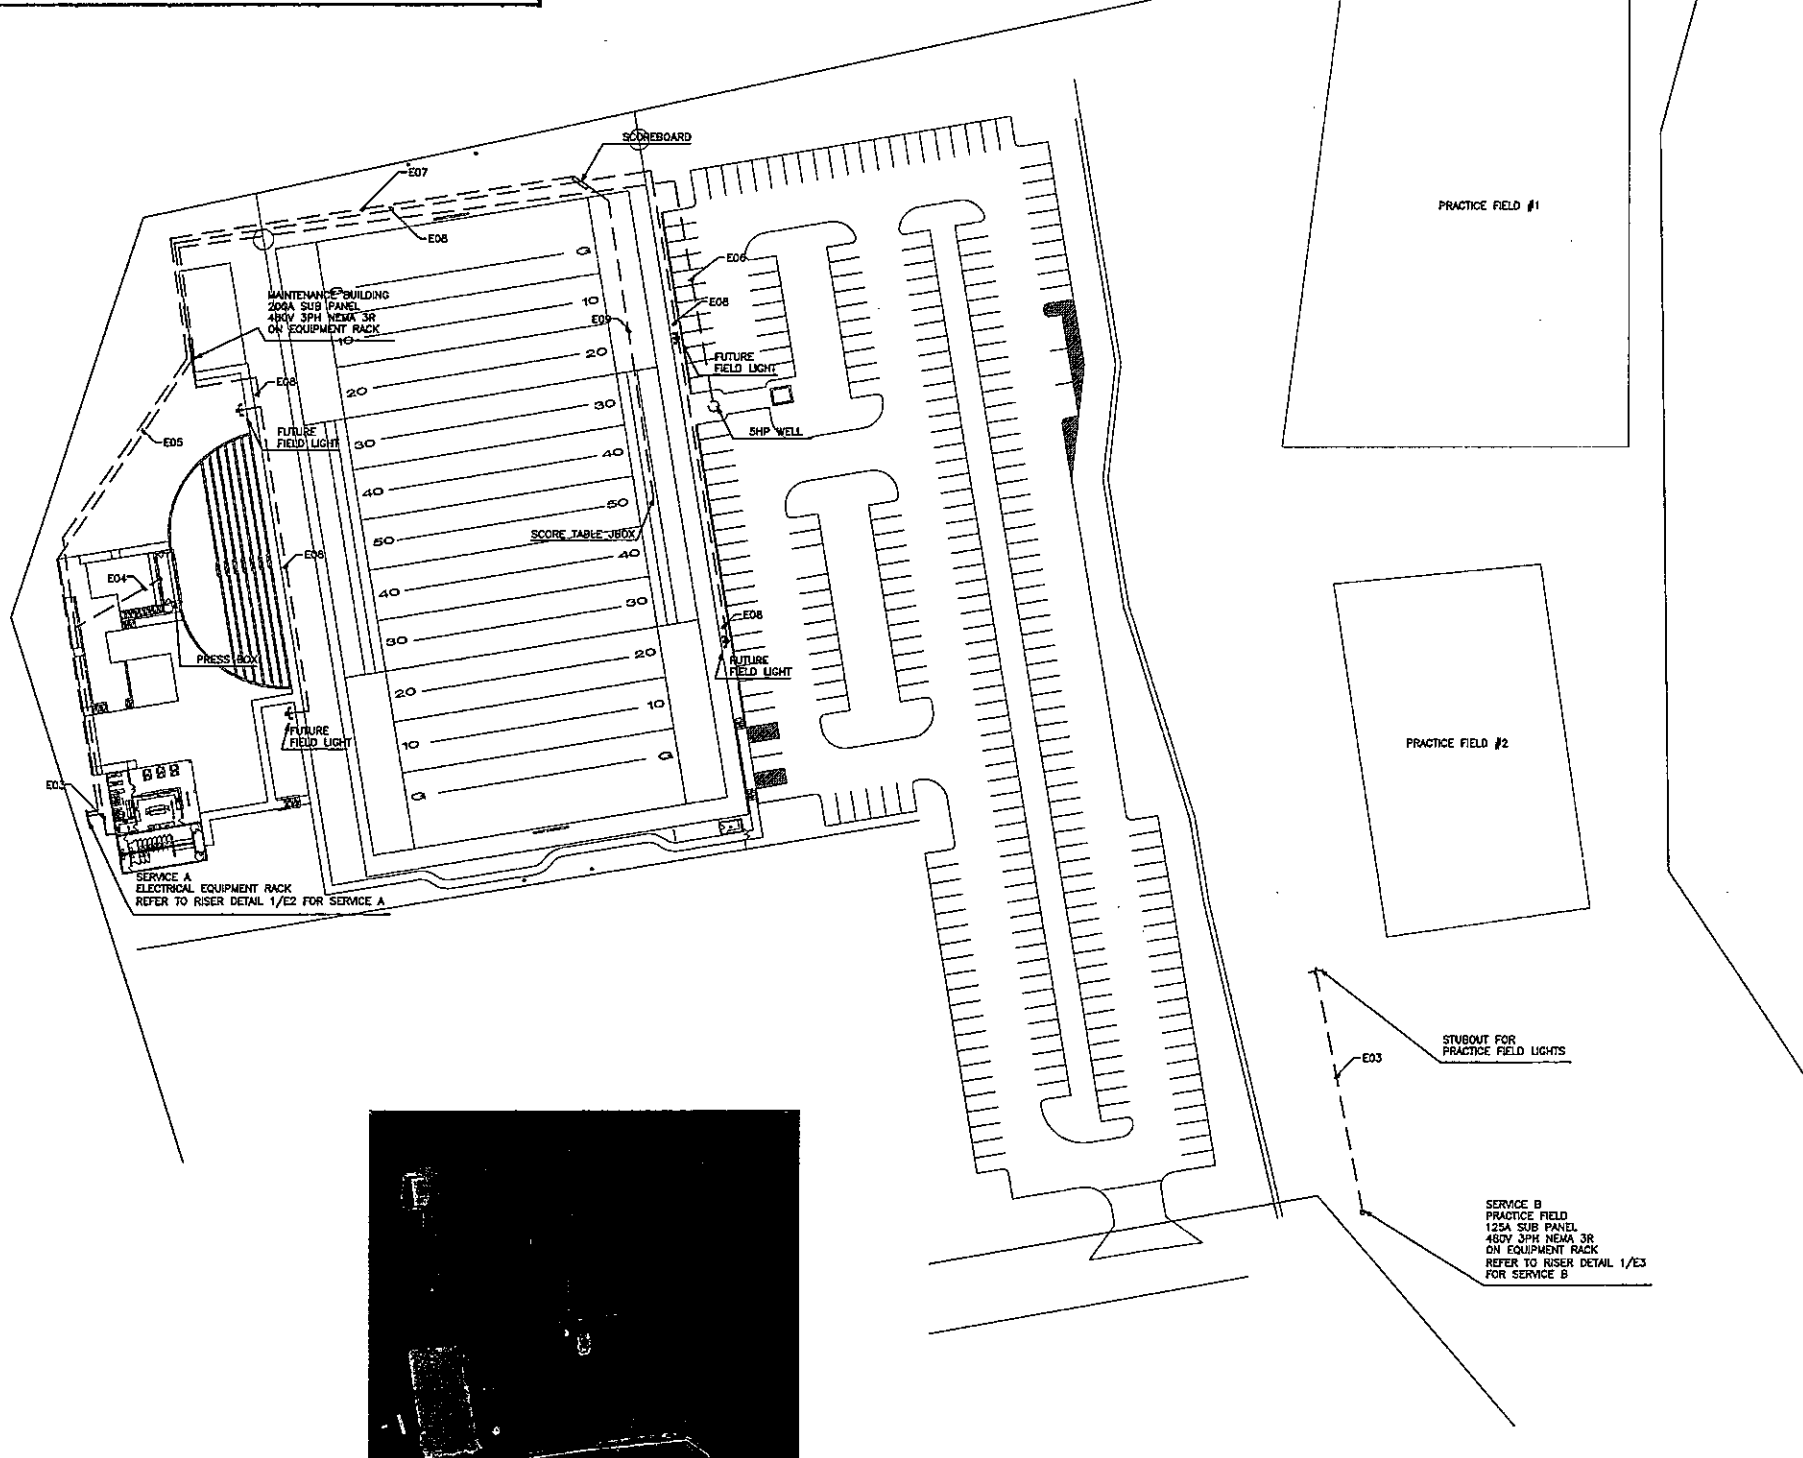 SCOREBOARD
E07
E08
PRACTICE FIELD #1
MAINTENANCE BUILDING
200A SUB PANEL
480V 3PH NEMA 3R
ON EQUIPMENT RACK
E06
E08
E09
FUTURE
FIELD LIGHT
E08
FUTURE
FIELD LIGHT
5HP WELL
E05
G
G
10
10
20
20
30
30
40
40
50
50
40
40
30
30
20
20
10
10
G
G
SCORE TABLE JBOX
E08
E04
PRESS BOX
E08
FUTURE
FIELD LIGHT
FUTURE
FIELD LIGHT
PRACTICE FIELD #2
E03
SERVICE A
ELECTRICAL EQUIPMENT RACK
REFER TO RISER DETAIL 1/E2 FOR SERVICE A
STUBOUT FOR
PRACTICE FIELD LIGHTS
E03
SERVICE B
PRACTICE FIELD
125A SUB PANEL
480V 3PH NEMA 3R
ON EQUIPMENT RACK
REFER TO RISER DETAIL 1/E3
FOR SERVICE B